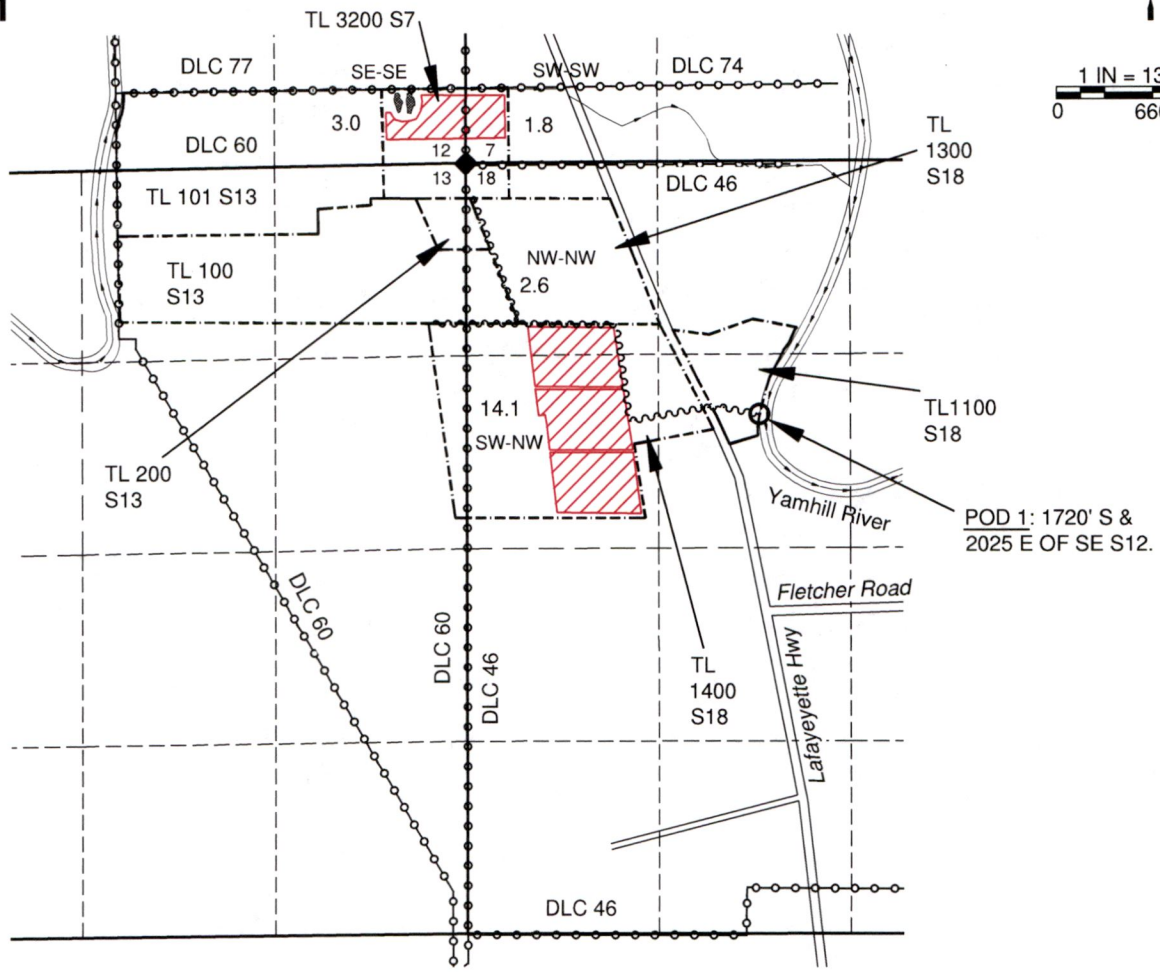 TL 3200 S7
DLC 77
SE-SE
SW-SW
DLC 74
1 IN = 13
0
660
3.0
1.8
TL
1300
S18
DLC 60
12
7
13
18
DLC 46
TL 101 S13
NW-NW
TL 100
S13
2.6
14.1
SW-NW
TL1100
S18
TL 200
S13
Yamhill River
POD 1: 1720' S &
2025 E OF SE S12.
Fletcher Road
DLC 60
DLC 60
DLC 46
TL
1400
S18
Lafayeyette Hwy
DLC 46